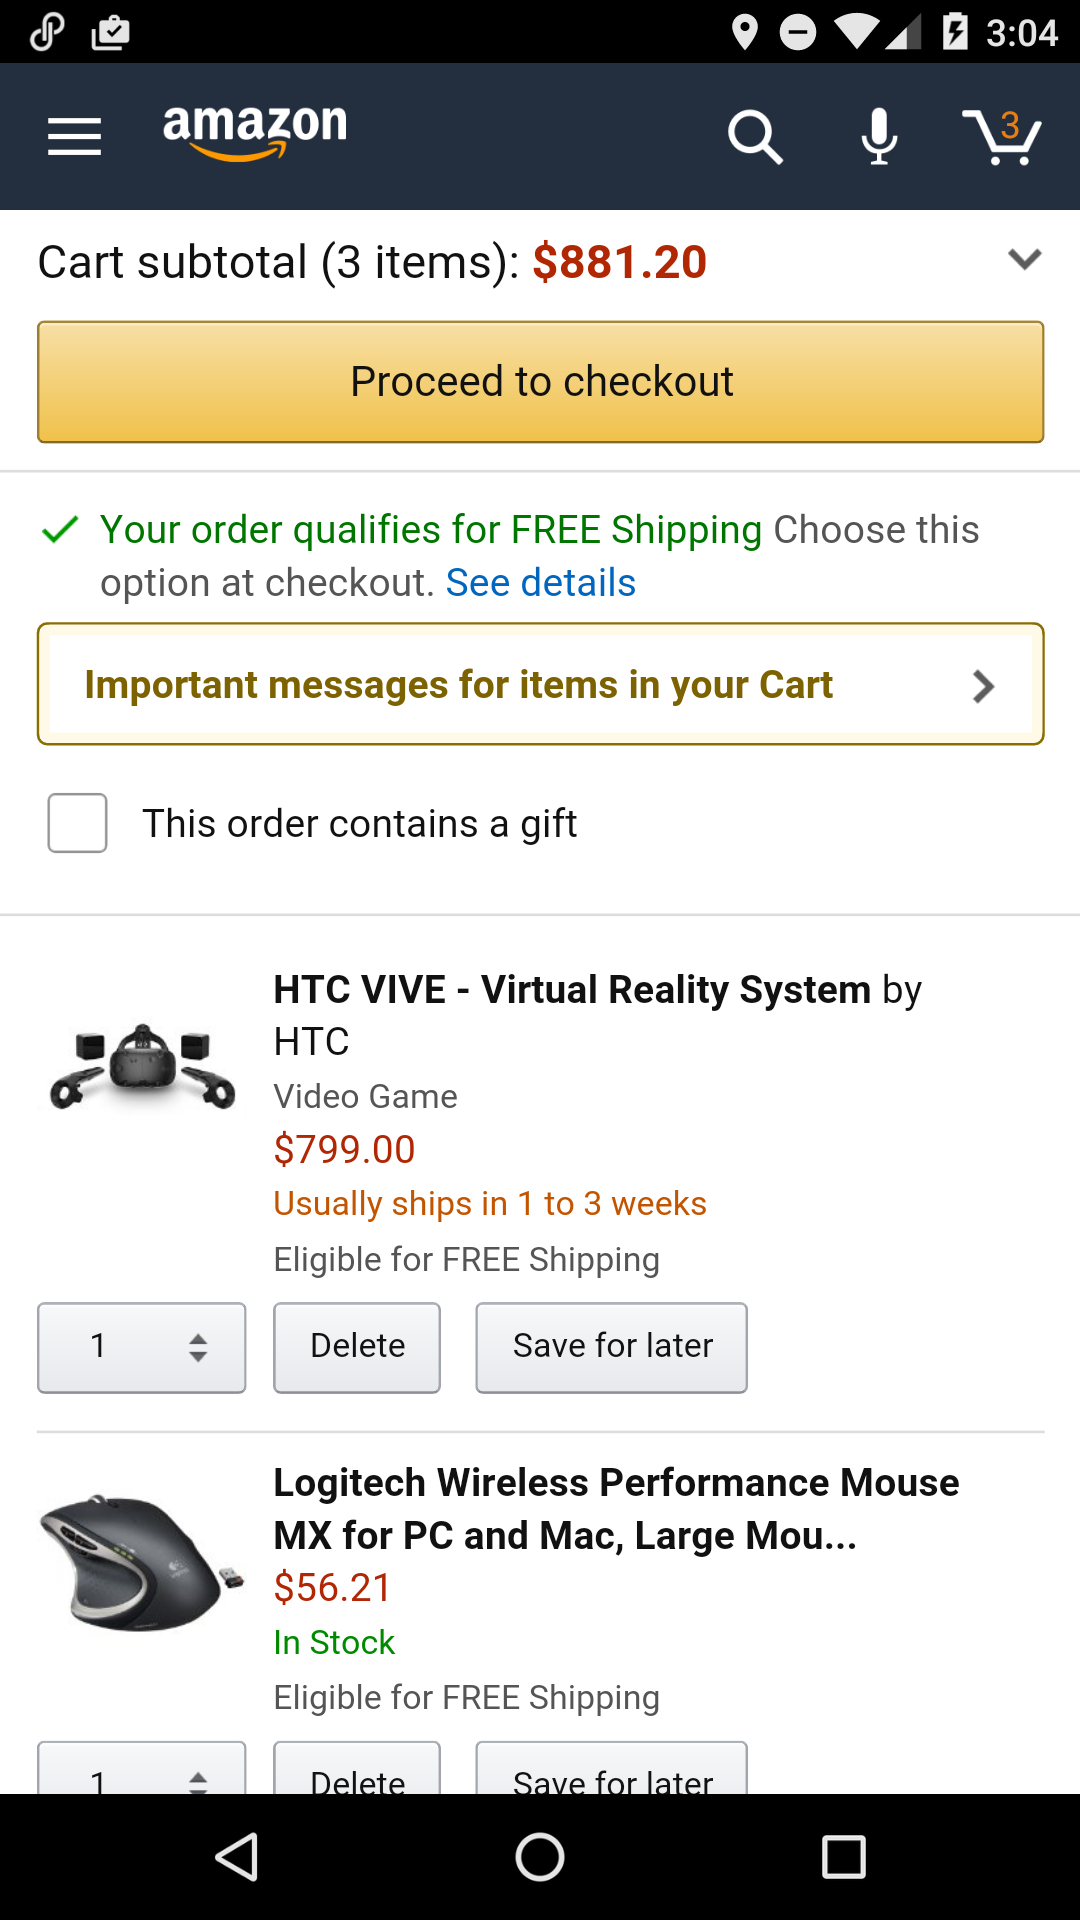 3:04
amazon
3
Cart subtotal (3 items): $881.20
Proceed to checkout
Your order qualifies for FREE Shipping Choose this
option at checkout. See details
Important messages for items in your Cart
This order contains a gift
HTC VIVE - Virtual Reality System by
HTC
Video Game
$799.00
Usually ships in 1 to 3 weeks
Eligible for FREE Shipping
1 Delete Save for later
Logitech Wireless Performance Mouse
MX for PC and Mac, Large Mou...
$56.21
In Stock
Eligible for FREE Shipping
1 Delete Save for later